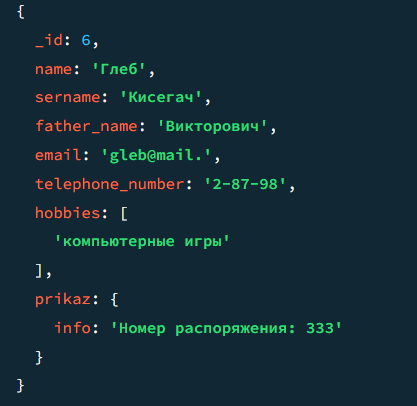 {
_id: 6,
name: 'Глеб',
sername: 'Кисегач',
father_name: 'Викторович',
email: 'gleb@mail.',
telephone_number: '2-87-98',
hobbies: [
'компьютерные игры'
],
prikaz: {
info: 'Номер распоряжения: 333'
}
}